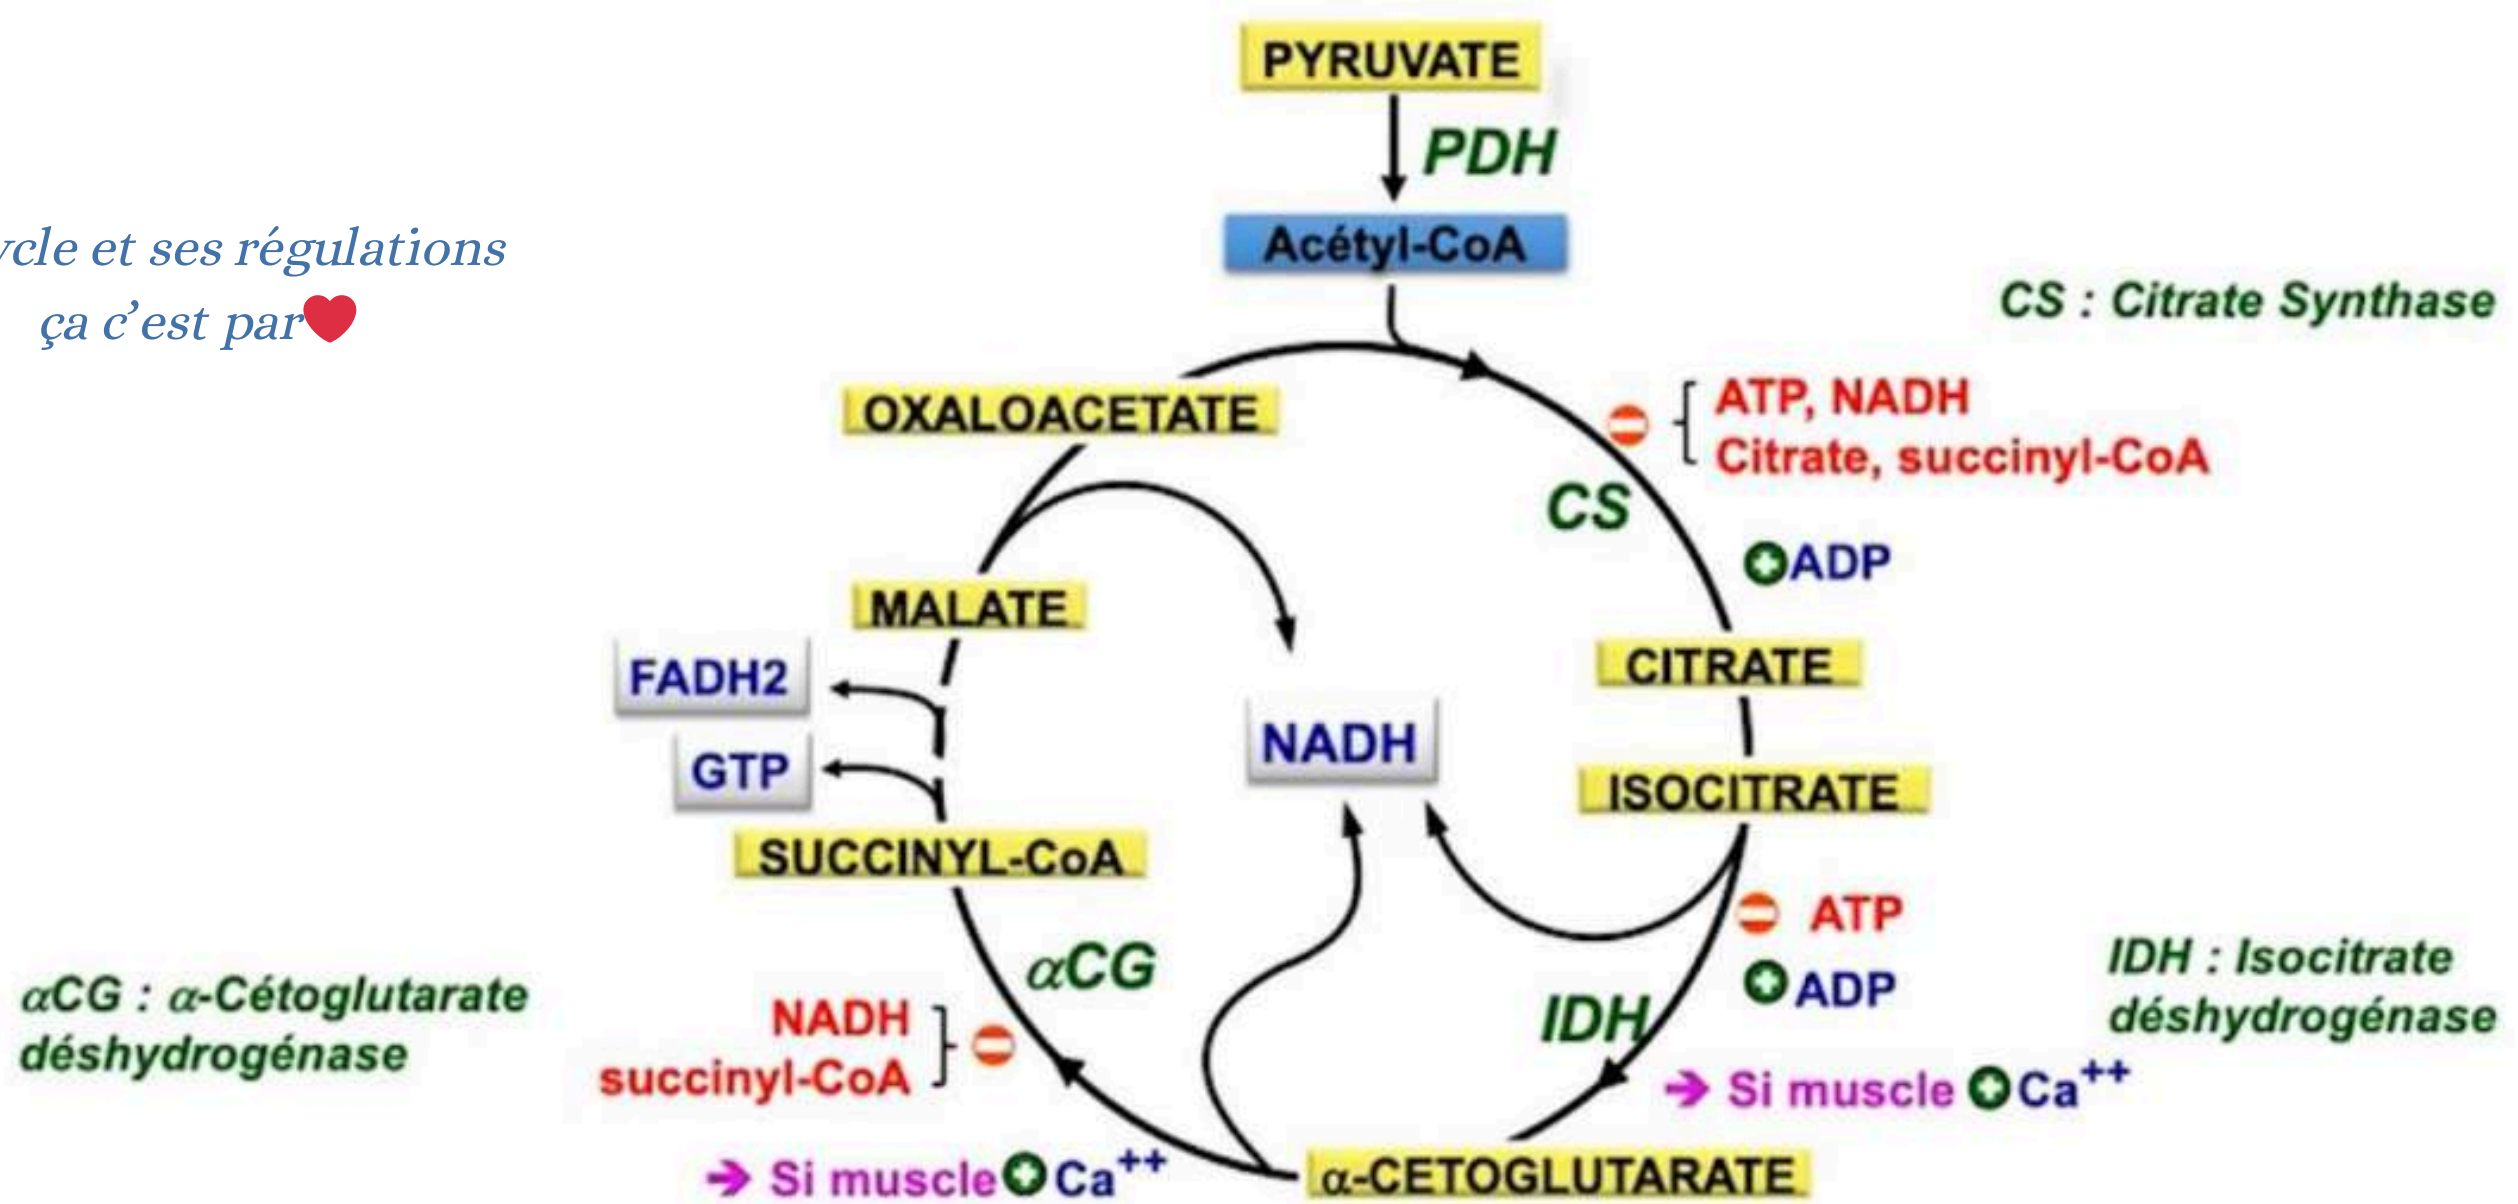 PYRUVATE
PDH
Acétyl-CoA
et ses régulations
ça c'est par❤️
CS : Citrate Synthase
OXALOACETATE
ATP, NADH
Citrate, succinyl-CoA
CS
ADP
MALATE
CITRATE
FADH2
NADH
GTP
ISOCITRATE
SUCCINYL-CoA
ATP
ADP
αCG
IDH
IDH : Isocitrate
déshydrogénase
αCG : α-Cétoglutarate
déshydrogénase
NADH
succinyl-CoA
→ Si muscle + Ca++
→ Si muscle + Ca++
α-CETOGLUTARATE